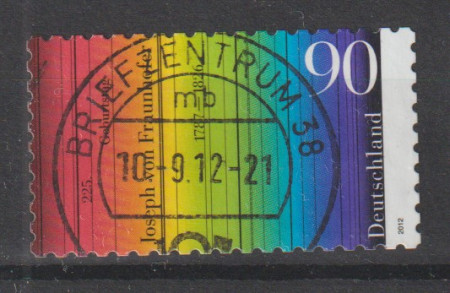 90
Deutschland
2012
225. Geburtstag
Joseph von Fraunhofer
1787-1826
BRIEFZENTRUM 38
mb
10.-9.12-21